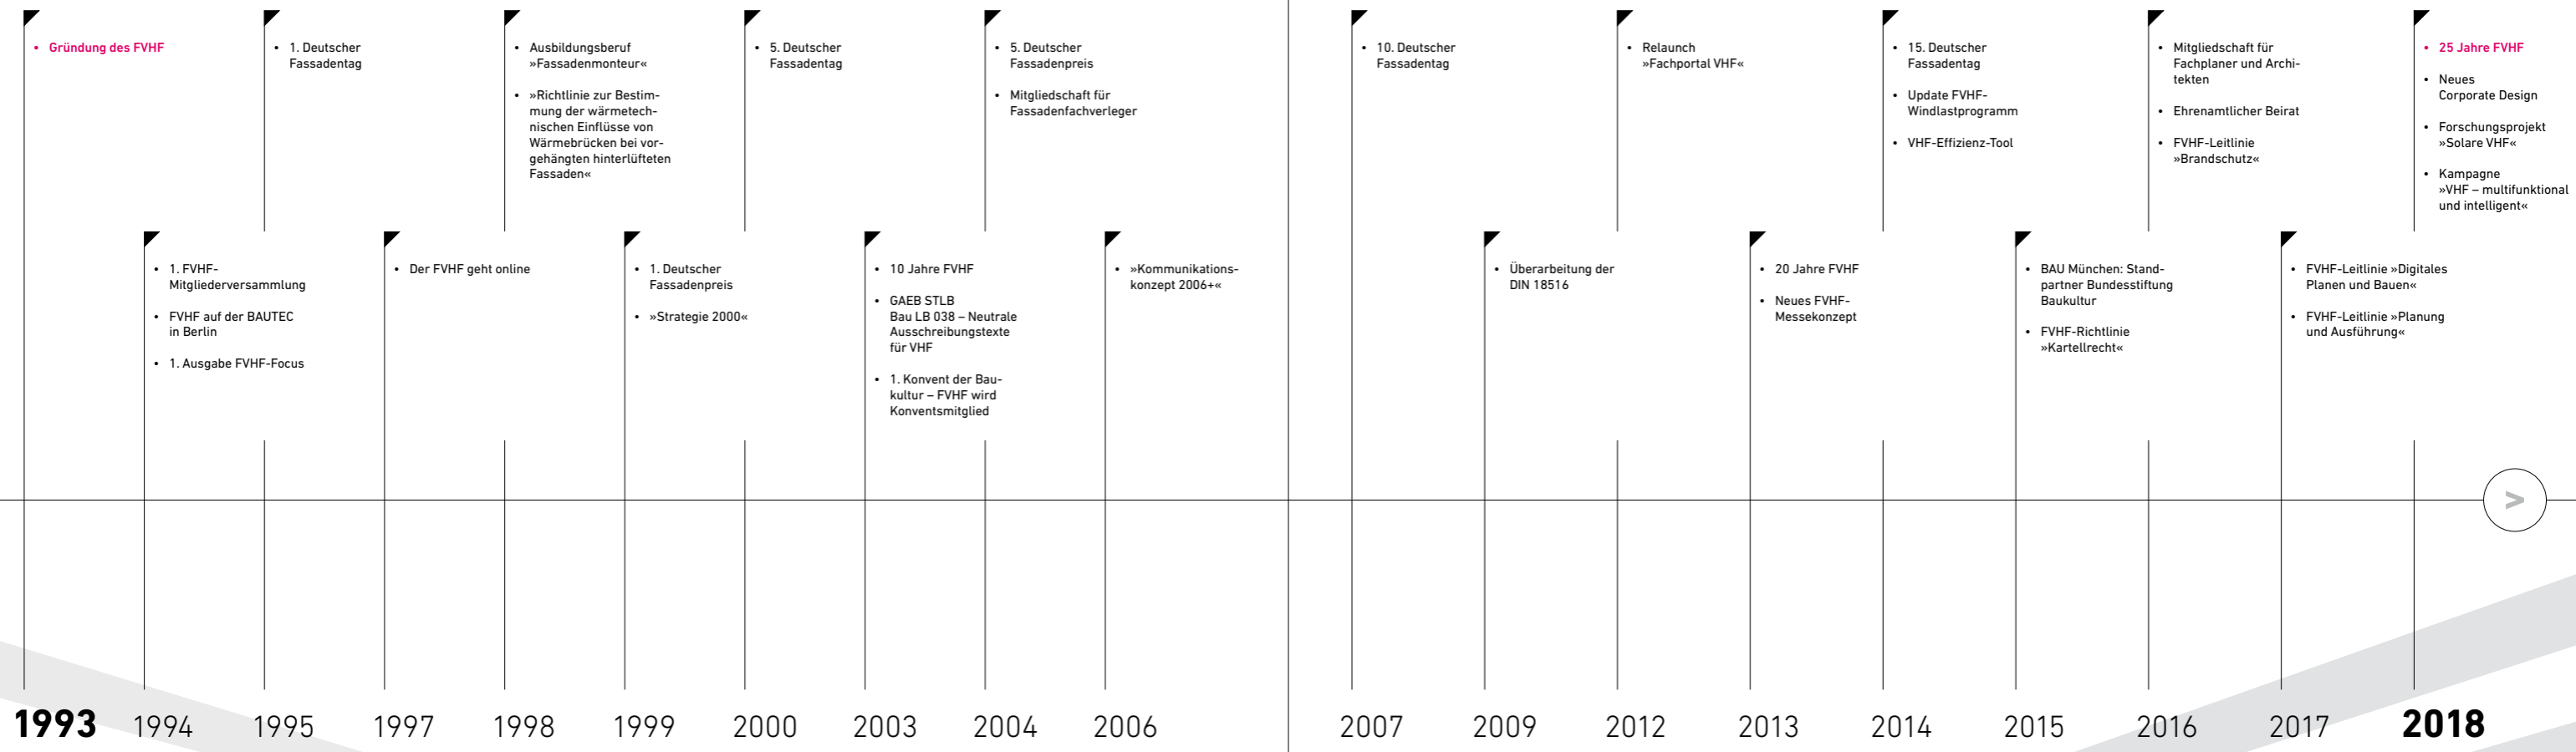 • Gründung des FVHF
• 1. Deutscher
Fassadentag
• Ausbildungsberuf
»Fassadenmonteur«
• »Richtlinie zur Bestim-
mung der wärmetech-
nischen Einflüsse von
Wärmebrücken bei vor-
gehängten hinterlüfteten
Fassaden«
• 5. Deutscher
Fassadentag
• 5. Deutscher
Fassadenpreis
• Mitgliedschaft für
Fassadenfachverleger
• 10. Deutscher
Fassadentag
• Relaunch
»Fachportal VHF«
• 15. Deutscher
Fassadentag
• Update FVHF-
Windlastprogramm
• VHF-Effizienz-Tool
• Mitgliedschaft für
Fachplaner und Archi-
tekten
• Ehrenamtlicher Beirat
• FVHF-Leitlinie
»Brandschutz«
• 25 Jahre FVHF
• Neues
Corporate Design
• Forschungsprojekt
»Solare VHF«
• Kampagne
»VHF – multifunktional
und intelligent«
• 1. FVHF-
Mitgliederversammlung
• FVHF auf der BAUTEC
in Berlin
• 1. Ausgabe FVHF-Focus
• Der FVHF geht online
• 1. Deutscher
Fassadenpreis
• »Strategie 2000«
• 10 Jahre FVHF
• GAEB STLB
Bau LB 038 – Neutrale
Ausschreibungstexte
für VHF
• 1. Konvent der Bau-
kultur – FVHF wird
Konventsmitglied
• »Kommunikations-
konzept 2006+«
• Überarbeitung der
DIN 18516
• 20 Jahre FVHF
• Neues FVHF-
Messekonzept
• BAU München: Stand-
partner Bundesstiftung
Baukultur
• FVHF-Richtlinie
»Kartellrecht«
• FVHF-Leitlinie »Digitales
Planen und Bauen«
• FVHF-Leitlinie »Planung
und Ausführung«
>
1993 1994 1995 1997 1998 1999 2000 2003 2004 2006 2007 2009 2012 2013 2014 2015 2016 2017 2018